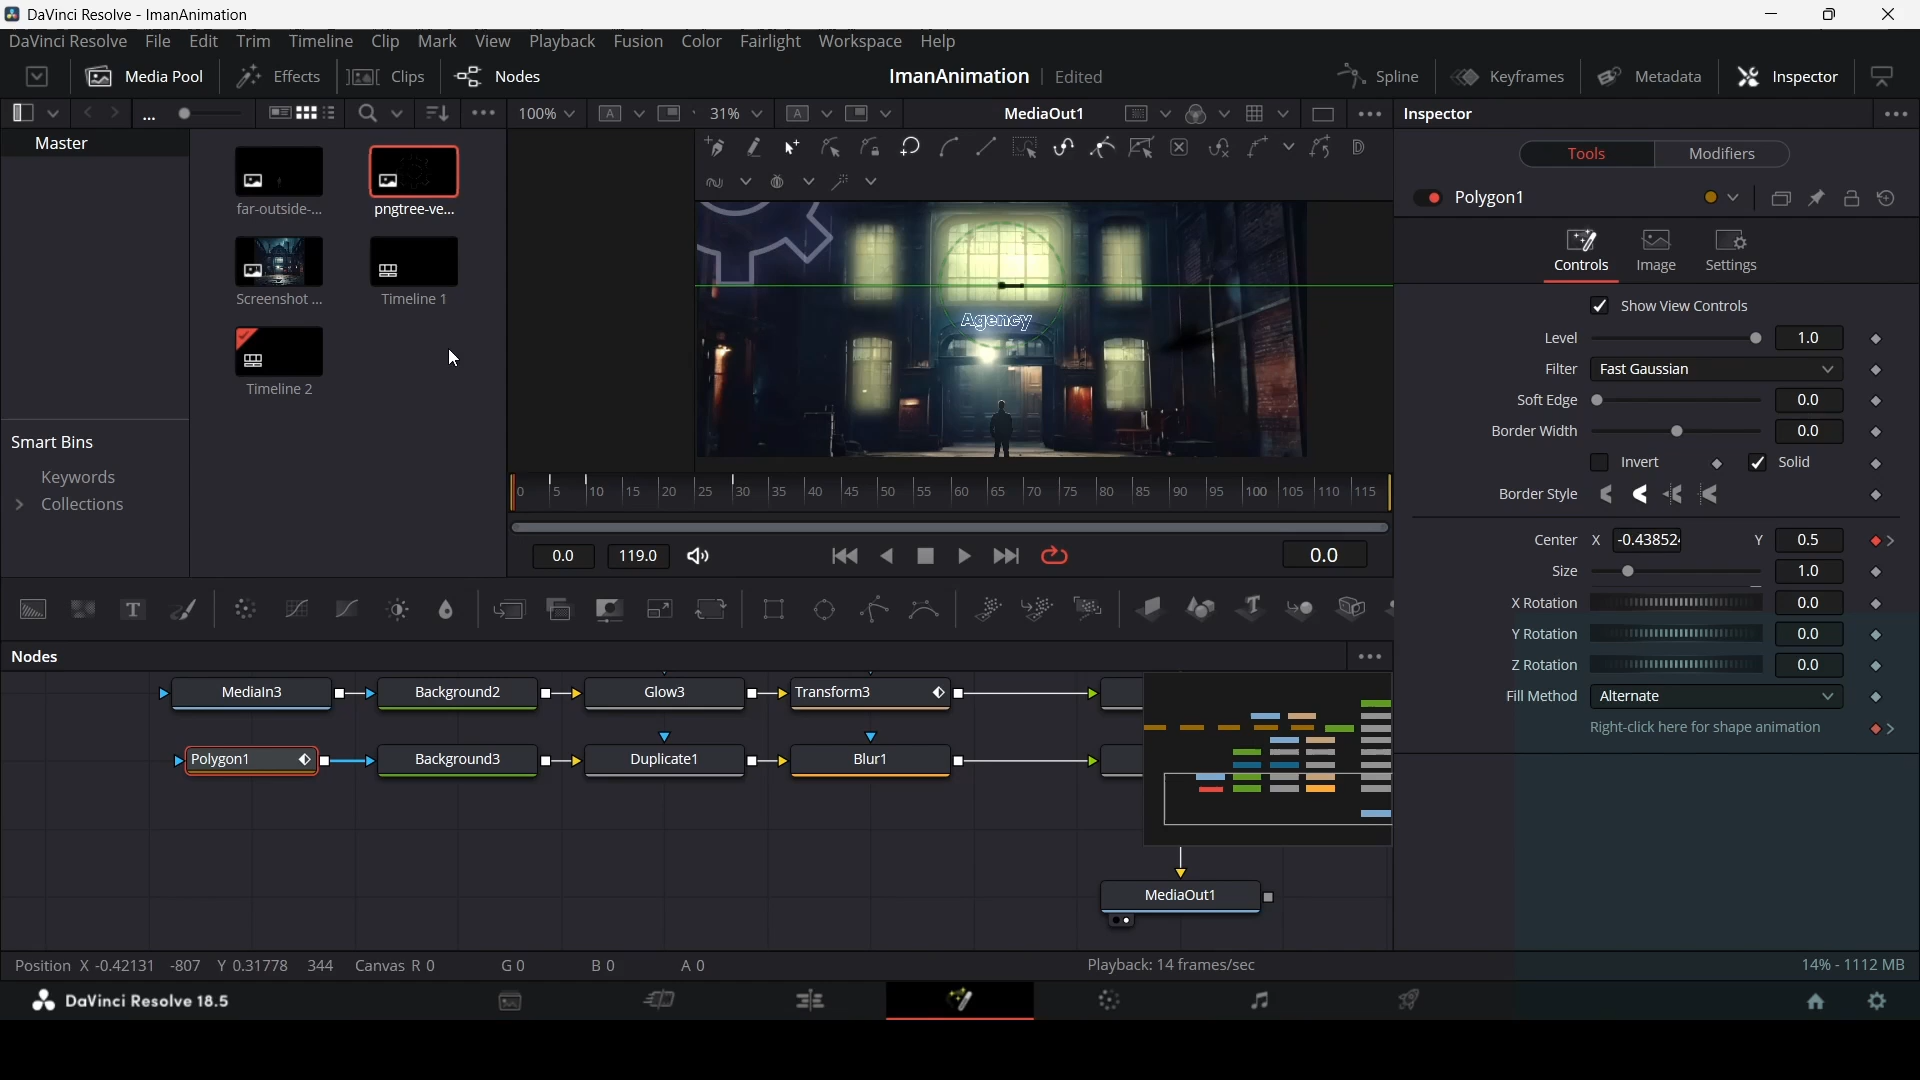 DaVinci Resolve - ImanAnimation
DaVinci Resolve File Edit Trim Timeline Clip Mark View Playback Fusion Color Fairlight Workspace Help
Media Pool Effects Clips Nodes ImanAnimation Edited Spline Keyframes Metadata Inspector
... 100% A 31% A MediaOut1 ••• Inspector •••
Master
D
Tools Modifiers
far-outside-... pngtree-ve...
Polygon1
Screenshot ... Timeline 1
Controls Image Settings
Agency
Timeline 2
Show View Controls
Level 1.0
Filter Fast Gaussian
Soft Edge 0.0
Border Width 0.0
Smart Bins
Invert Solid
Keywords
Border Style
Collections
0 5 10 15 20 25 30 35 40 45 50 55 60 65 70 75 80 85 90 95 100 105 110 115
Center X -0.43852 Y 0.5
0.0 119.0 0.0
Size 1.0
X Rotation 0.0
T T
Y Rotation 0.0
Nodes •••
Z Rotation 0.0
MediaIn3 Background2 Glow3 Transform3
Fill Method Alternate
Right-click here for shape animation
Polygon1 Background3 Duplicate1 Blur1
MediaOut1
Position X -0.42131 -807 Y 0.31778 344 Canvas R 0 G 0 B 0 A 0 Playback: 14 frames/sec 14% - 1112 MB
DaVinci Resolve 18.5